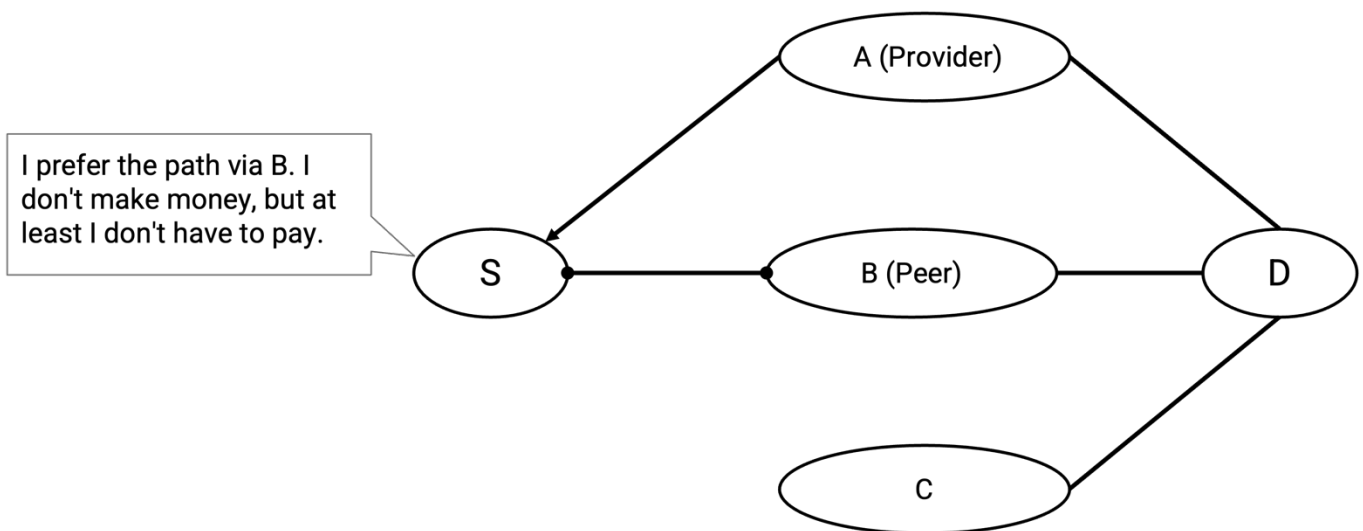 A (Provider)
I prefer the path via B. I
don't make money, but at
least I don't have to pay.
S
B (Peer)
D
C